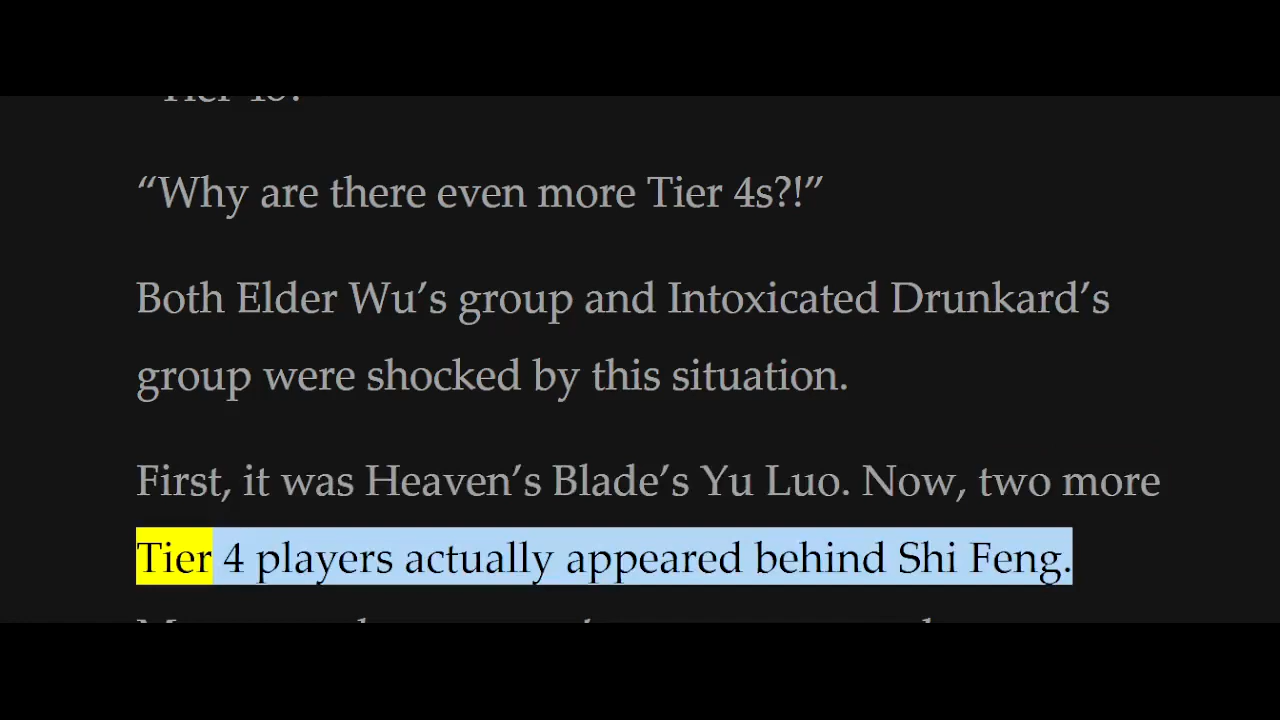 “Why are there even more Tier 4s?!”
Both Elder Wu’s group and Intoxicated Drunkard’s
group were shocked by this situation.
First, it was Heaven’s Blade’s Yu Luo. Now, two more
Tier 4 players actually appeared behind Shi Feng.